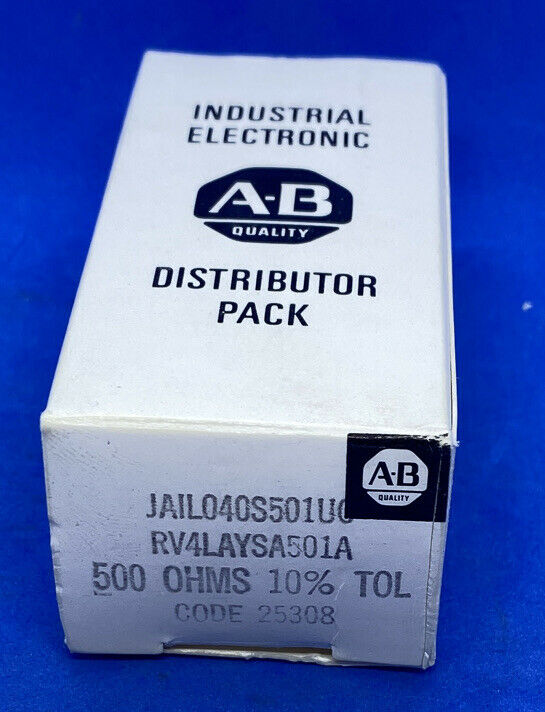 INDUSTRIAL
ELECTRONIC
A-B
QUALITY
DISTRIBUTOR
PACK
A-B
QUALITY
RV4LAYSA501A
500 OHMS 10% TOL
CODE 25308